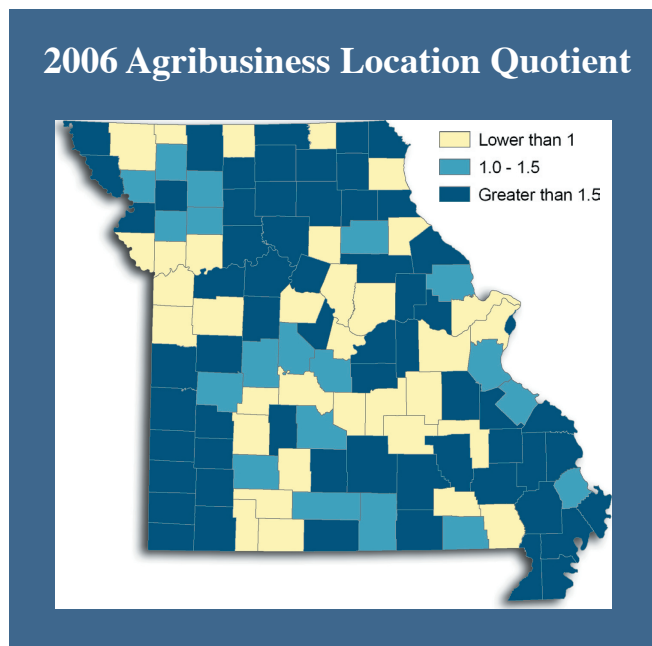 2006 Agribusiness Location Quotient
Lower than 1
1.0 - 1.5
Greater than 1.5